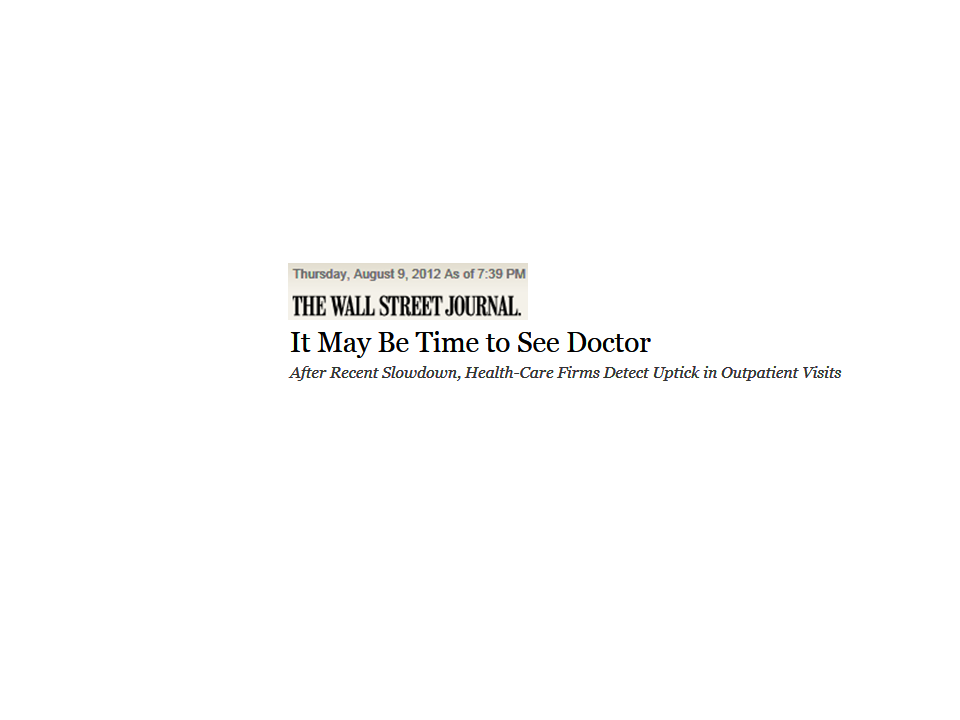 Thursday, August 9, 2012 As of 7:39 PM
THE WALL STREET JOURNAL.
It May Be Time to See Doctor
After Recent Slowdown, Health-Care Firms Detect Uptick in Outpatient Visits